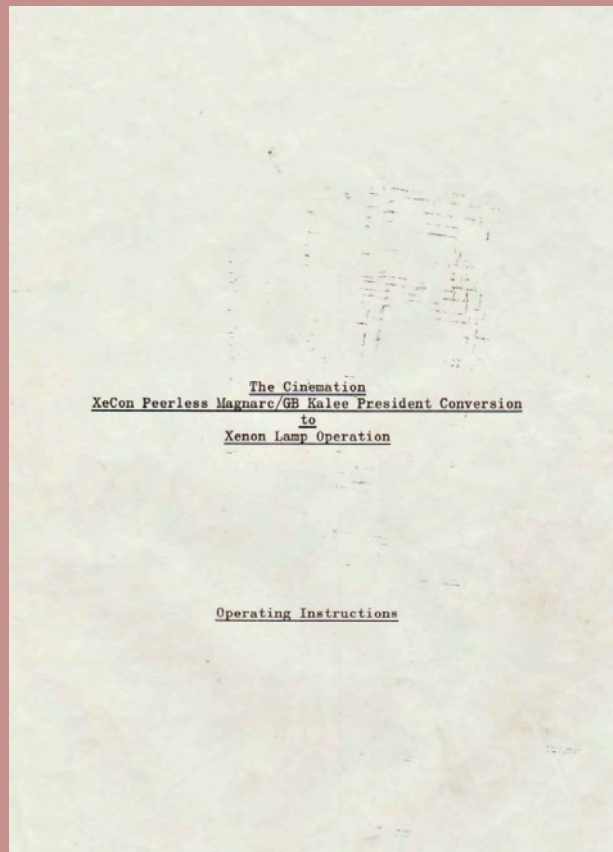 The Cinemation
XeCon Peerless Magnarc/GB Kalee President Conversion
to
Xenon Lamp Operation
Operating Instructions